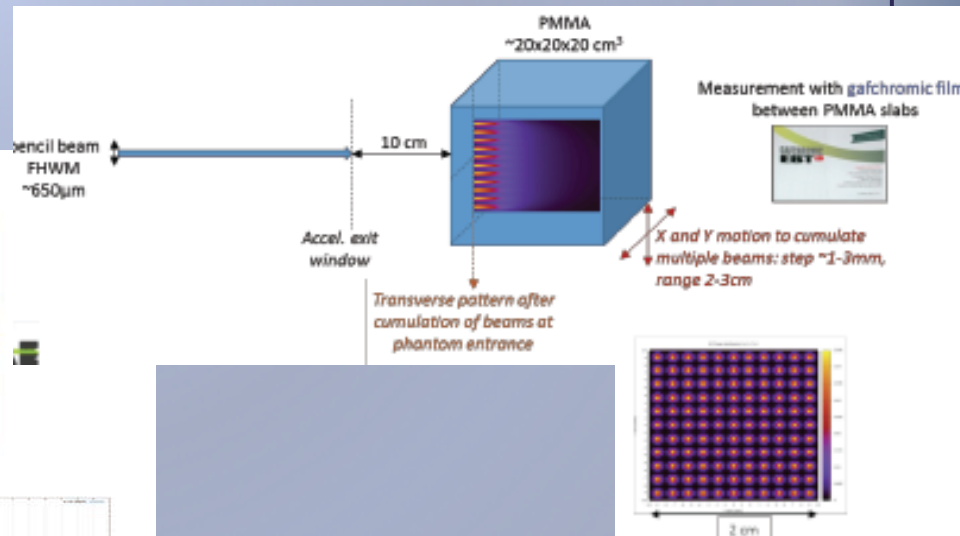 PMMA
~20x20x20 cm³
Measurement with gafchromic film
between PMMA slabs
pencil beam
FHWM
~650µm
10 cm
EBT
Accel. exit
window
X and Y motion to cumulate
multiple beams: step ~1-3mm,
range 2-3cm
Transverse pattern after
cumulation of beams at
phantom entrance
2 cm